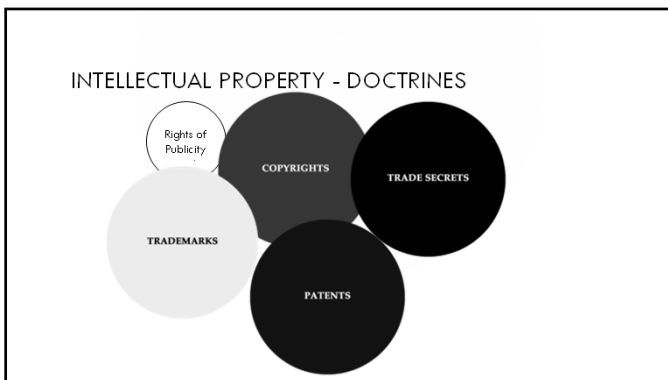 INTELLECTUAL PROPERTY - DOCTRINES
Rights of
Publicity
COPYRIGHTS
TRADE SECRETS
TRADEMARKS
PATENTS